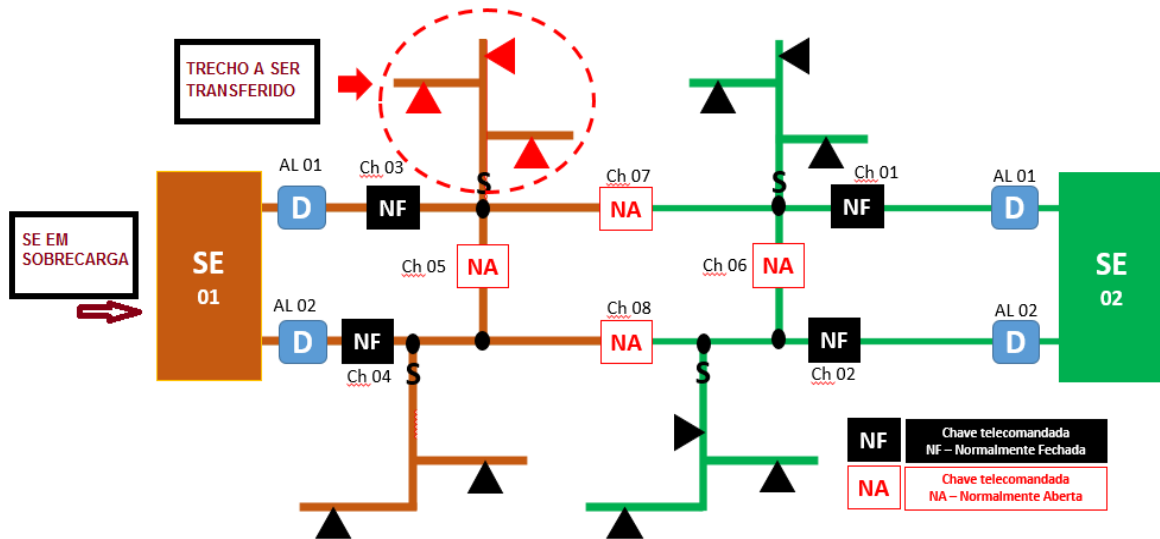 TRECHO A SER
TRANSFERIDO
AL 01
Ch 03
S
Ch 07
S
Ch 01
AL 01
D
NF
NA
NF
D
SE EM
SOBRECARGA
SE
01
Ch 05
NA
Ch 06
NA
SE
02
AL 02
Ch 08
AL 02
D
NF
NA
NF
D
Ch 04
S
S
Ch 02
NF
Chave telecomandada
NF – Normalmente Fechada
NA
Chave telecomandada
NA – Normalmente Aberta